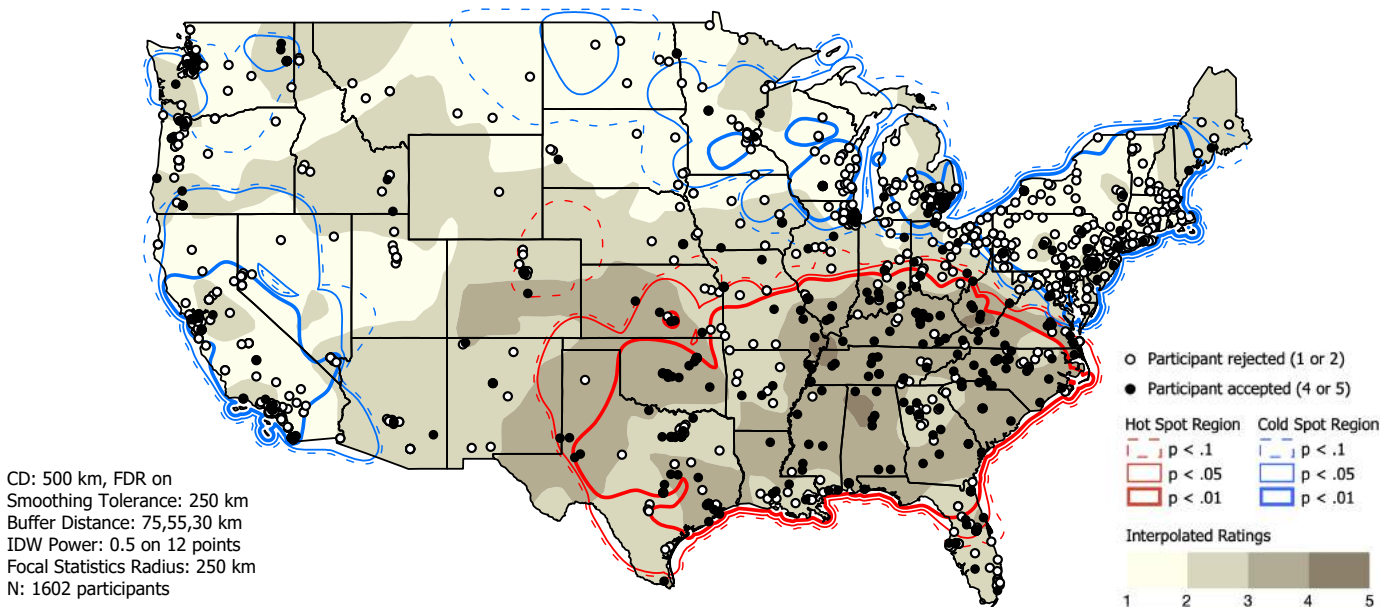 Participant rejected (1 or 2)
Participant accepted (4 or 5)
Hot Spot Region Cold Spot Region
p < .1 p < .1
p < .05 p < .05
p < .01 p < .01
Interpolated Ratings
1 2 3 4 5
CD: 500 km, FDR on
Smoothing Tolerance: 250 km
Buffer Distance: 75,55,30 km
IDW Power: 0.5 on 12 points
Focal Statistics Radius: 250 km
N: 1602 participants